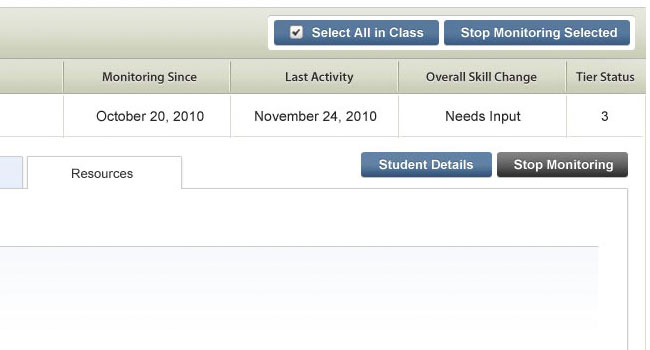 Select All in Class Stop Monitoring Selected
Monitoring Since Last Activity Overall Skill Change Tier Status
October 20, 2010 November 24, 2010 Needs Input 3
Resources Student Details Stop Monitoring